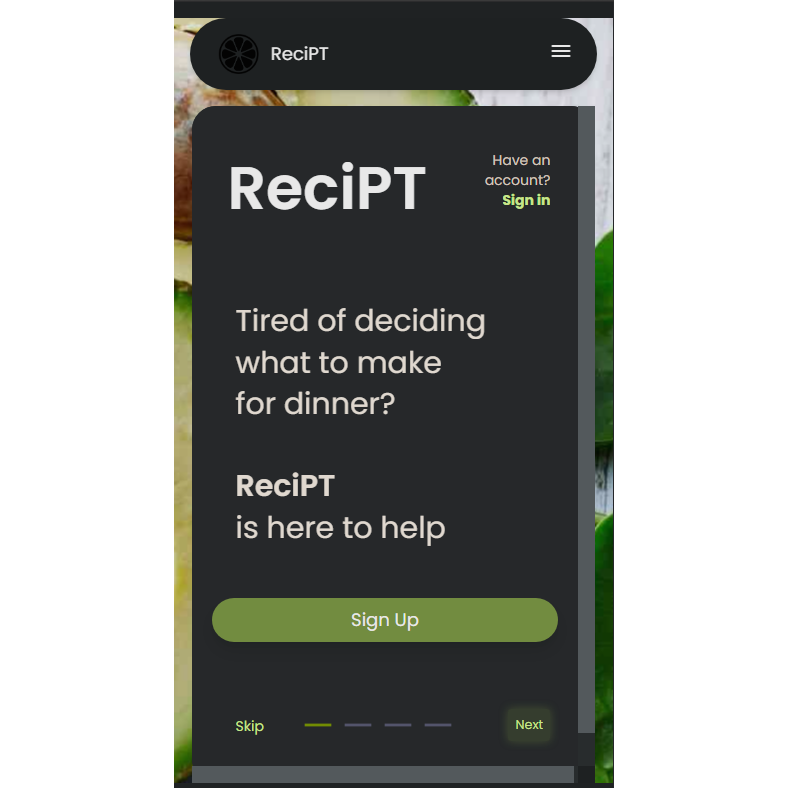 ReciPT
ReciPT
Have an
account?
Sign in
Tired of deciding
what to make
for dinner?
ReciPT
is here to help
Sign Up
Skip
Next